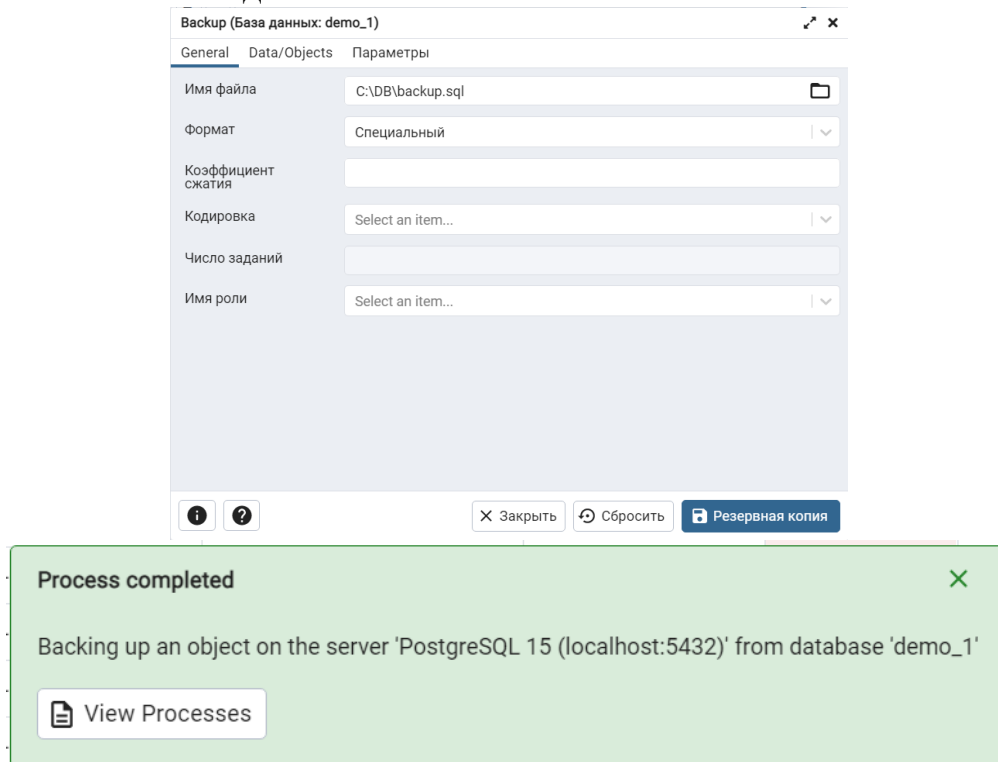 Backup (База данных: demo_1)
General Data/Objects Параметры
Имя файла
C:\DB\backup.sql
Формат
Специальный
Коэффициент
сжатия
Кодировка
Select an item...
Число заданий
Имя роли
Select an item...
Закрыть Сбросить Резервная копия
Process completed
Backing up an object on the server 'PostgreSQL 15 (localhost:5432)' from database 'demo_1'
View Processes